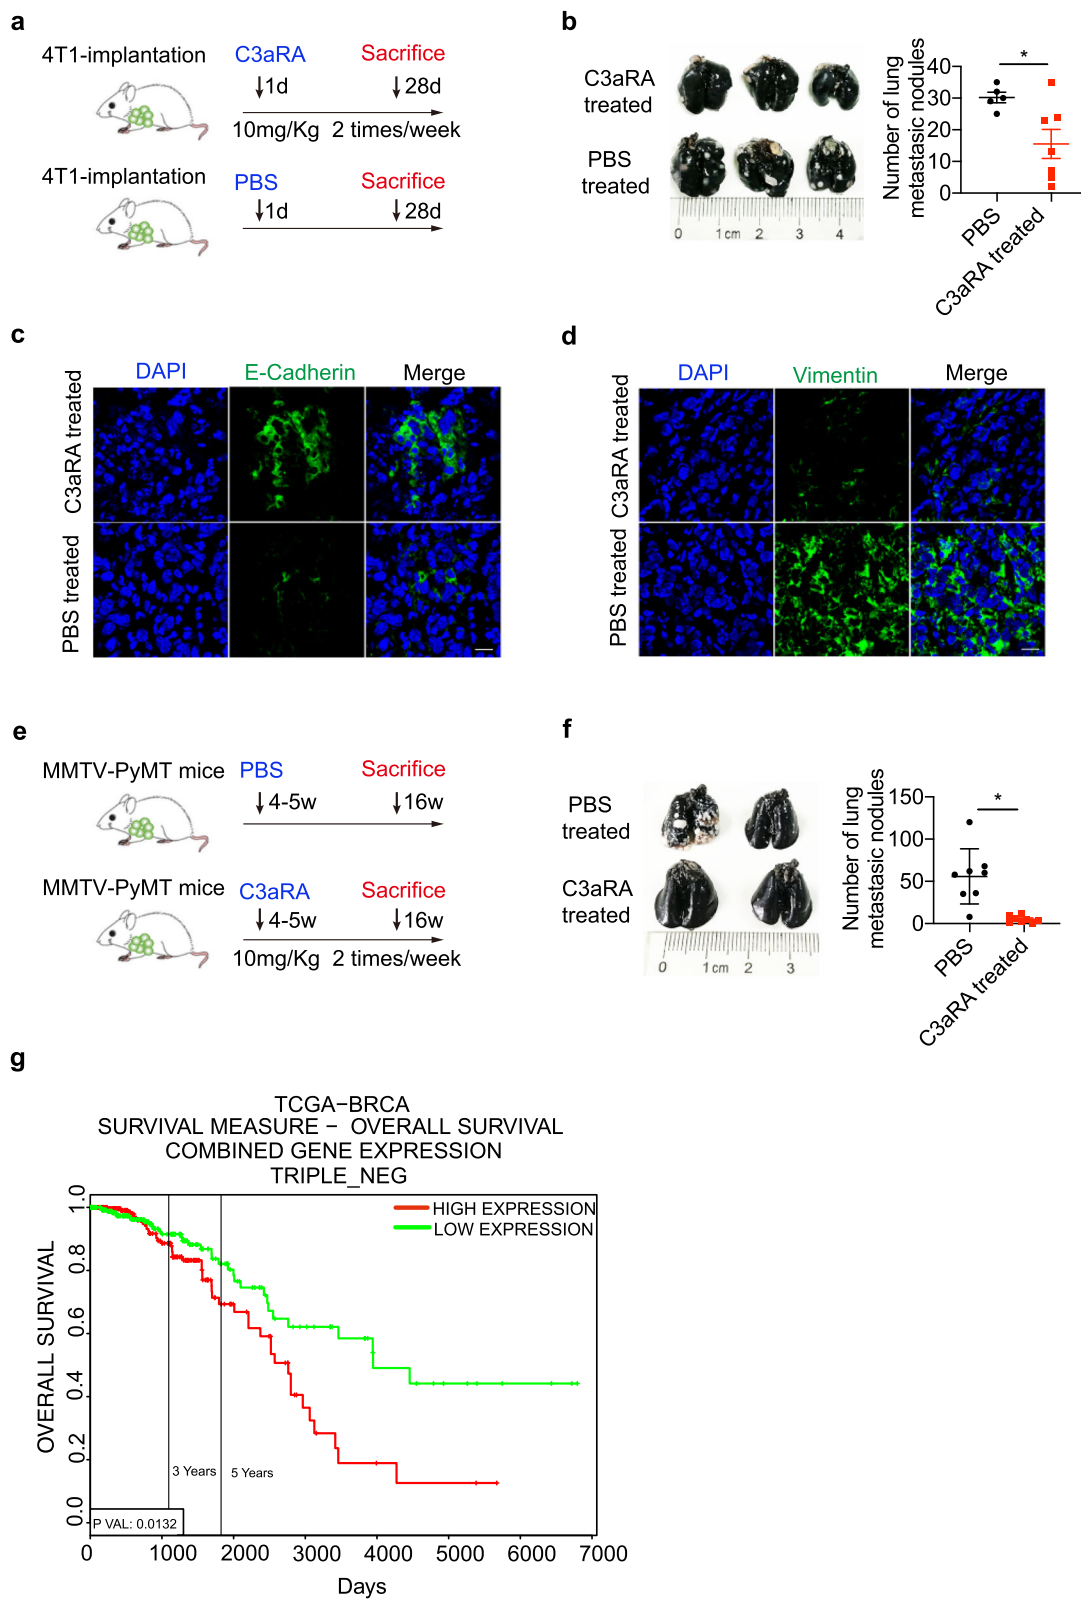 a
4T1-implantation
C3aRA
Sacrifice
1d
28d
10mg/Kg 2 times/week
4T1-implantation
PBS
Sacrifice
1d
28d
b
C3aRA
treated
PBS
treated
0 1cm 2 3 4
Number of lung
metastasic nodules
40
30
20
10
0
*
PBS
C3aRA treated
c
DAPI
E-Cadherin
Merge
C3aRA treated
PBS treated
d
DAPI
Vimentin
Merge
C3aRA treated
PBS treated
e
MMTV-PyMT mice
PBS
Sacrifice
4-5w
16w
MMTV-PyMT mice
C3aRA
Sacrifice
4-5w
16w
10mg/Kg 2 times/week
f
PBS
treated
C3aRA
treated
0 1cm 2 3
Number of lung
metastasic nodules
150
100
50
0
*
PBS
C3aRA treated
g
TCGA−BRCA
SURVIVAL MEASURE − OVERALL SURVIVAL
COMBINED GENE EXPRESSION
TRIPLE_NEG
HIGH EXPRESSION
LOW EXPRESSION
OVERALL SURVIVAL
1.0
0.8
0.6
0.4
0.2
0.0
3 Years
5 Years
P VAL: 0.0132
0 1000 2000 3000 4000 5000 6000 7000
Days